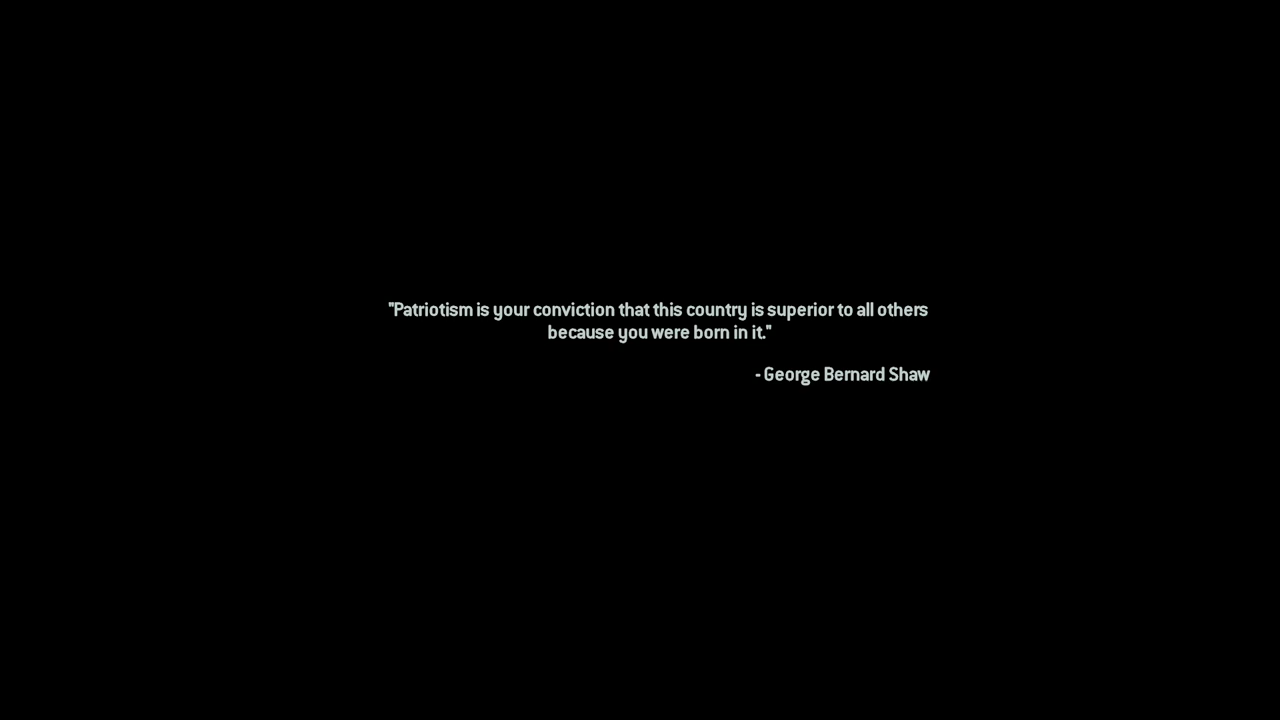 "Patriotism is your conviction that this country is superior to all others
because you were born in it."
- George Bernard Shaw